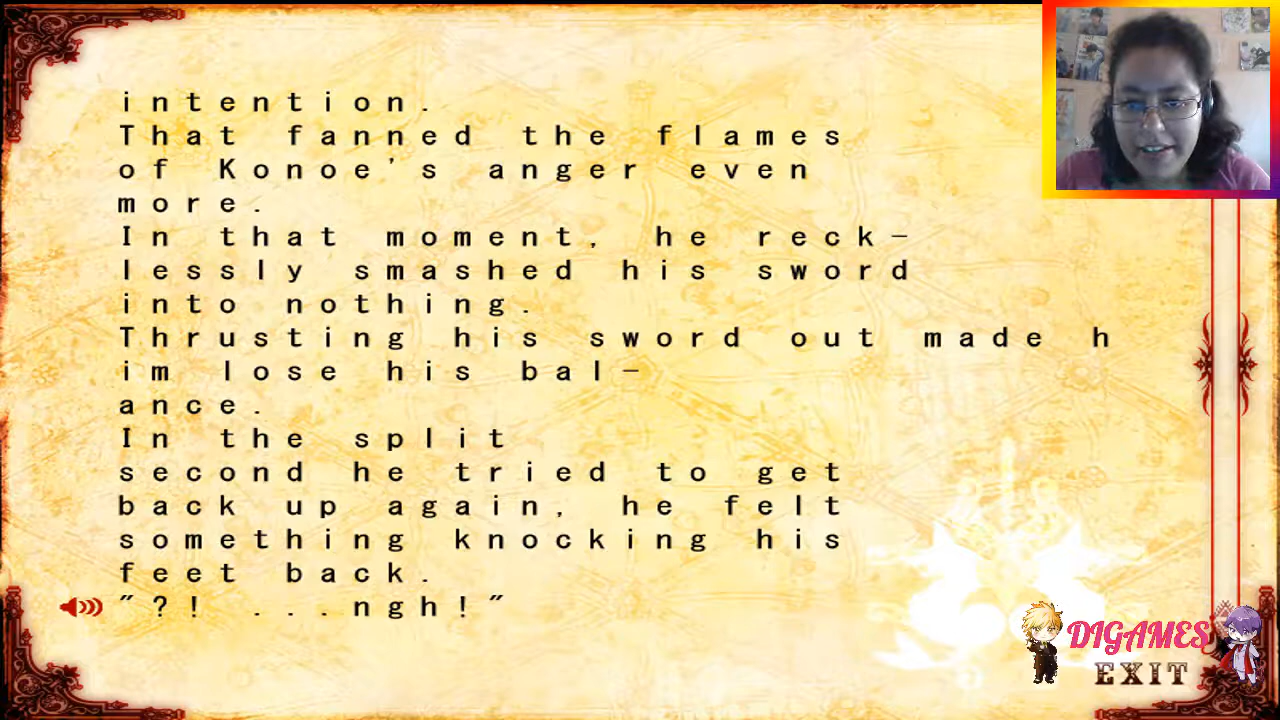 intention.
That fanned the flames
of Konoe's anger even
more.
In that moment, he reck-
lessly smashed his sword
into nothing.
Thrusting his sword out made h
im lose his bal-
ance.
In the split
second he tried to get
back up again, he felt
something knocking his
feet back.
"?! ...ngh!"
DIGAMES
EXIT